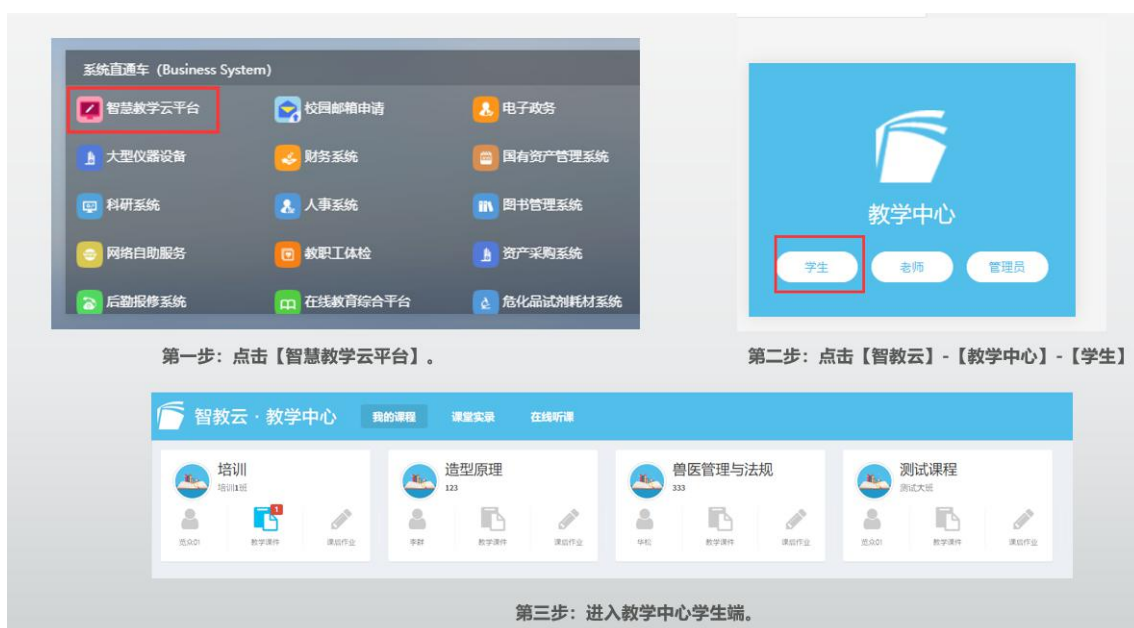 系统直通车 (Business System)
智慧教学云平台 校园邮箱申请 电子政务
大型仪器设备 财务系统 国有资产管理系统
科研系统 人事系统 图书管理系统
网络自助服务 教职工体检 资产采购系统
后勤报修系统 在线教育综合平台 危化品试剂耗材系统
教学中心
学生 老师 管理员
第一步：点击【智慧教学云平台】。
第二步：点击【智教云】-【教学中心】-【学生】
智教云·教学中心 我的课程 课堂实录 在线听课
培训 造型原理 兽医管理与法规 测试课程
培训1班 123 333 测试大班
1
范众01 教学课件 课后作业 李群 教学课件 课后作业 华松 教学课件 课后作业 范众01 教学课件 课后作业
第三步：进入教学中心学生端。